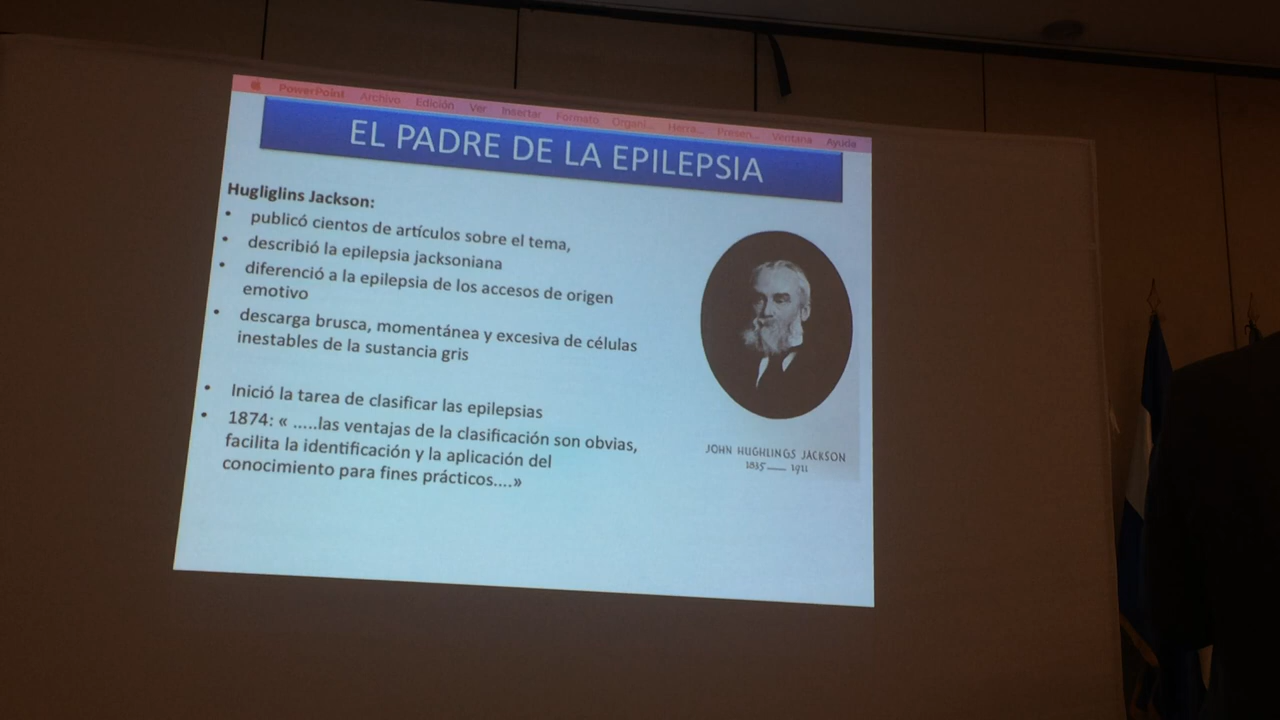 PowerPoint Archivo Edición Ver Insertar Formato Organi... Herra... Presen... Ventana Ayuda
EL PADRE DE LA EPILEPSIA
Hugliglins Jackson:
• publicó cientos de artículos sobre el tema,
• describió la epilepsia jacksoniana
• diferenció a la epilepsia de los accesos de origen
emotivo
• descarga brusca, momentánea y excesiva de células
inestables de la sustancia gris
• Inició la tarea de clasificar las epilepsias
• 1874: « .....las ventajas de la clasificación son obvias,
facilita la identificación y la aplicación del
conocimiento para fines prácticos....»
JOHN HUGHLINGS JACKSON
1835 — 1911